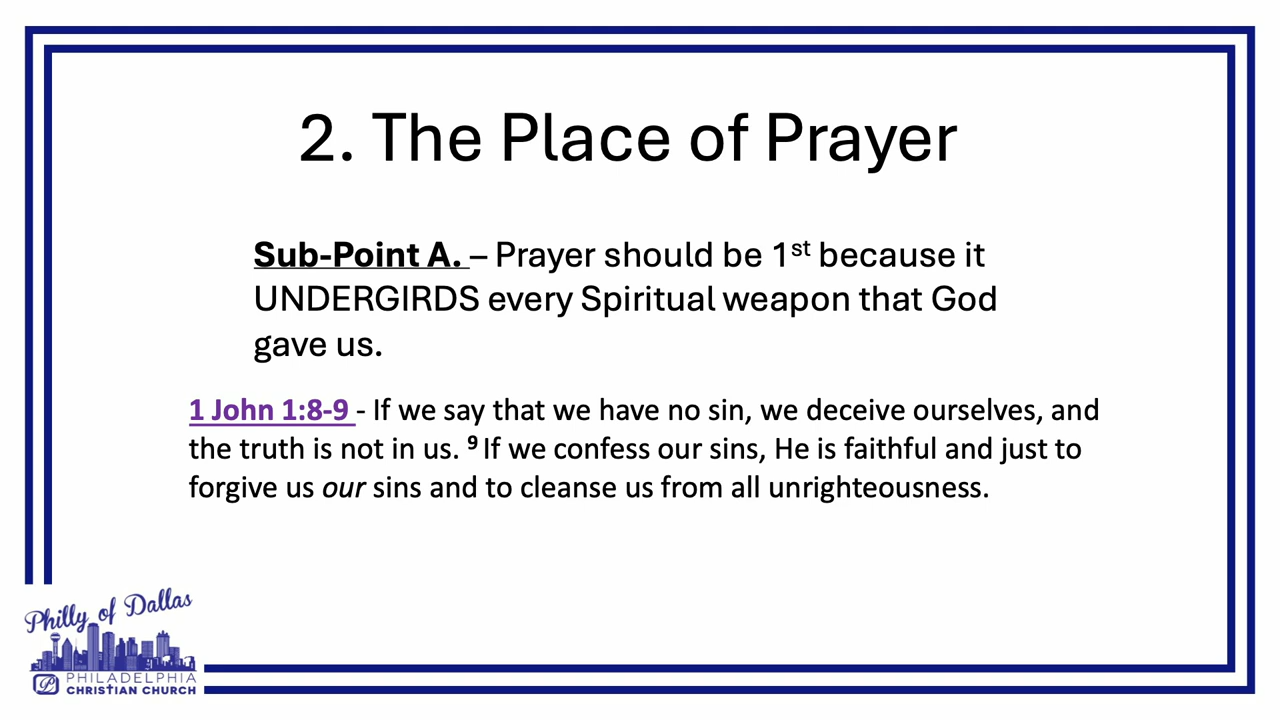 2. The Place of Prayer
Sub-Point A. – Prayer should be 1st because it
UNDERGIRDS every Spiritual weapon that God
gave us.
1 John 1:8-9 - If we say that we have no sin, we deceive ourselves, and
the truth is not in us. 9 If we confess our sins, He is faithful and just to
forgive us our sins and to cleanse us from all unrighteousness.
Philly of Dallas
P
PHILADELPHIA
CHRISTIAN CHURCH